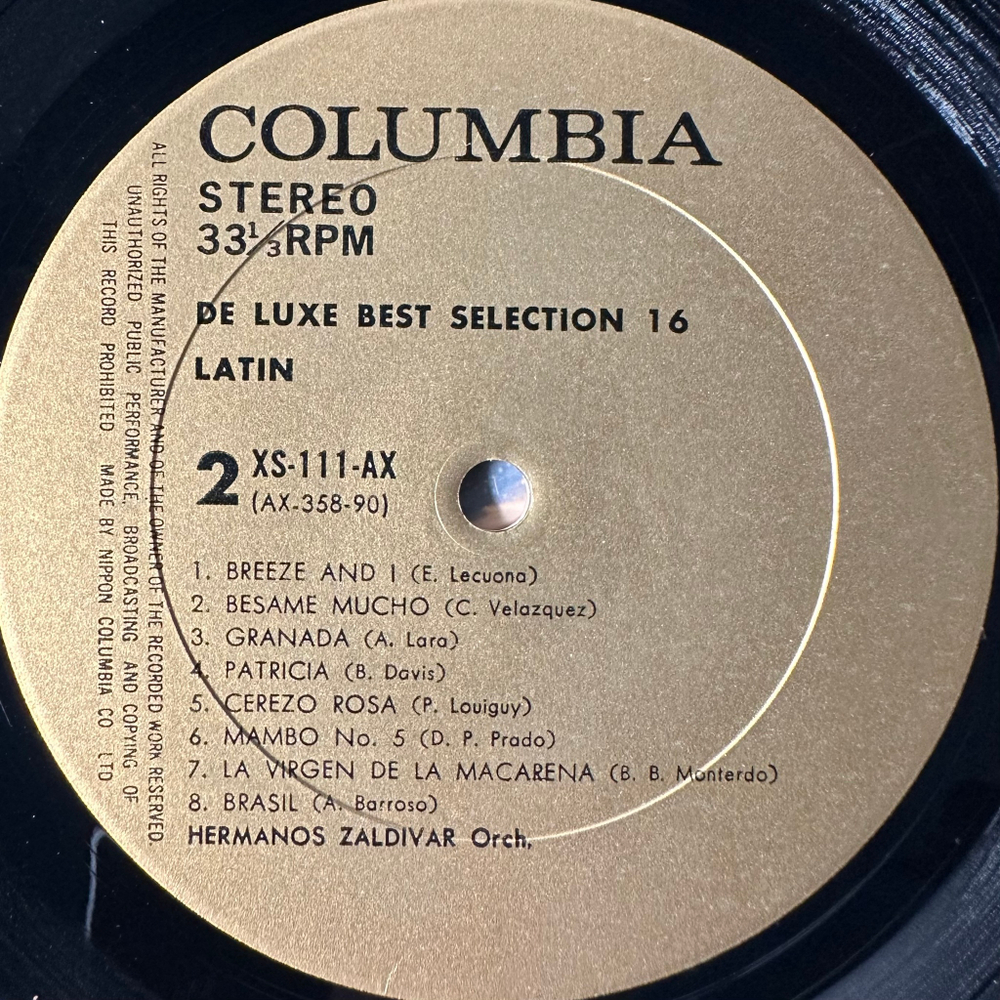 COLUMBIA
STEREO
33⅓RPM
DE LUXE BEST SELECTION 16
LATIN
2 XS-111-AX
(AX-358-90)
1. BREEZE AND I (E. Lecuona)
2. BESAME MUCHO (C. Velazquez)
3. GRANADA (A. Lara)
4. PATRICIA (B. Davis)
5. CEREZO ROSA (P. Louiguy)
6. MAMBO No. 5 (D. P. Prado)
7. LA VIRGEN DE LA MACARENA (B. B. Monterdo)
8. BRASIL (A. Barroso)
HERMANOS ZALDIVAR Orch.
ALL RIGHTS OF THE MANUFACTURER AND OF THE OWNER OF THE RECORDED WORK RESERVED.
UNAUTHORIZED PUBLIC PERFORMANCE, BROADCASTING AND COPYING OF
THIS RECORD PROHIBITED MADE BY NIPPON COLUMBIA CO LTD